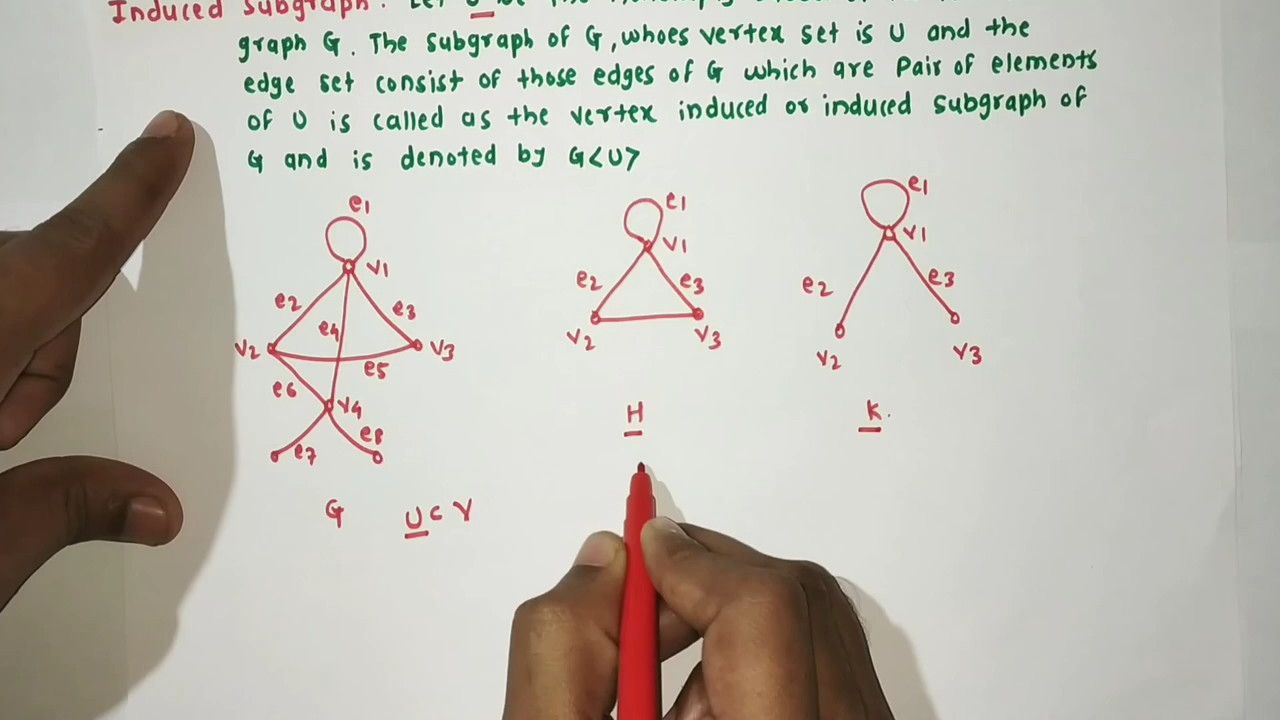 Induced Subgraph : Let U be the
graph G. The subgraph of G, whoes vertex set is U and the
edge set consist of those edges of G which are Pair of elements
of U is called as the vertex induced or induced subgraph of
G and is denoted by G<U>
e1
v1
e2
e4
e3
v2
v3
e5
e6
v4
e7
e8
G
U ⊂ V
e1
v1
e2
e3
v2
v3
H
e1
v1
e2
e3
v2
v3
K.